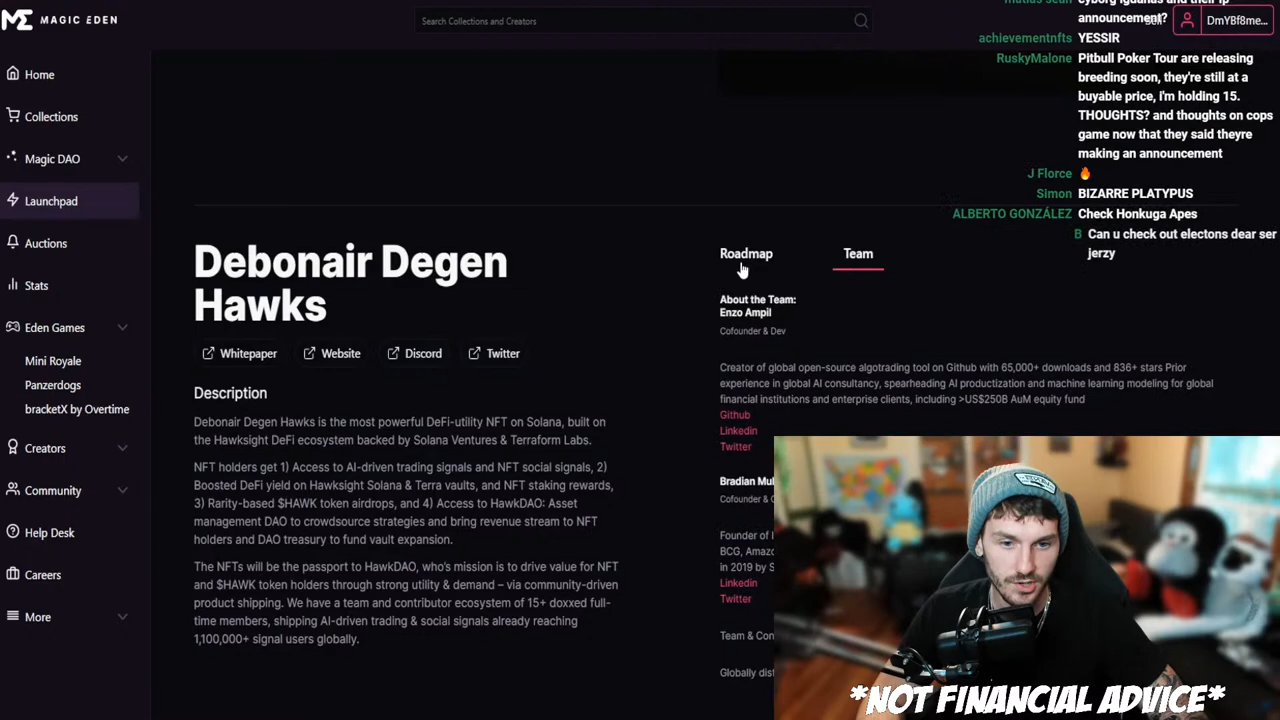 MAGIC EDEN
Search Collections and Creators
DmYBf8me...
Home
Collections
Magic DAO
Launchpad
Auctions
Stats
Eden Games
Mini Royale
Panzerdogs
bracketX by Overtime
Creators
Community
Help Desk
Careers
More
Debonair Degen
Hawks
Whitepaper Website Discord Twitter
Description
Debonair Degen Hawks is the most powerful DeFi-utility NFT on Solana, built on
the Hawksight DeFi ecosystem backed by Solana Ventures & Terraform Labs.
NFT holders get 1) Access to AI-driven trading signals and NFT social signals, 2)
Boosted DeFi yield on Hawksight Solana & Terra vaults, and NFT staking rewards,
3) Rarity-based $HAWK token airdrops, and 4) Access to HawkDAO: Asset
management DAO to crowdsource strategies and bring revenue stream to NFT
holders and DAO treasury to fund vault expansion.
The NFTs will be the passport to HawkDAO, who's mission is to drive value for NFT
and $HAWK token holders through strong utility & demand – via community-driven
product shipping. We have a team and contributor ecosystem of 15+ doxxed full-
time members, shipping AI-driven trading & social signals already reaching
1,100,000+ signal users globally.
Roadmap Team
About the Team:
Enzo Ampil
Cofounder & Dev
Creator of global open-source algotrading tool on Github with 65,000+ downloads and 836+ stars Prior
experience in global AI consultancy, spearheading AI productization and machine learning modeling for global
financial institutions and enterprise clients, including >US$250B AuM equity fund
Github
Linkedin
Twitter
Bradian Mul
Cofounder &
Founder of
BCG, Amazo
in 2019 by S
Linkedin
Twitter
Team & Con
Globally dist
announcement?
achievementnfts YESSIR
RuskyMalone Pitbull Poker Tour are releasing
breeding soon, they're still at a
buyable price, i'm holding 15.
THOUGHTS? and thoughts on cops
game now that they said theyre
making an announcement
J Florce 🔥
Simon BIZARRE PLATYPUS
ALBERTO GONZÁLEZ Check Honkuga Apes
B Can u check out electons dear ser
jerzy
*NOT FINANCIAL ADVICE*